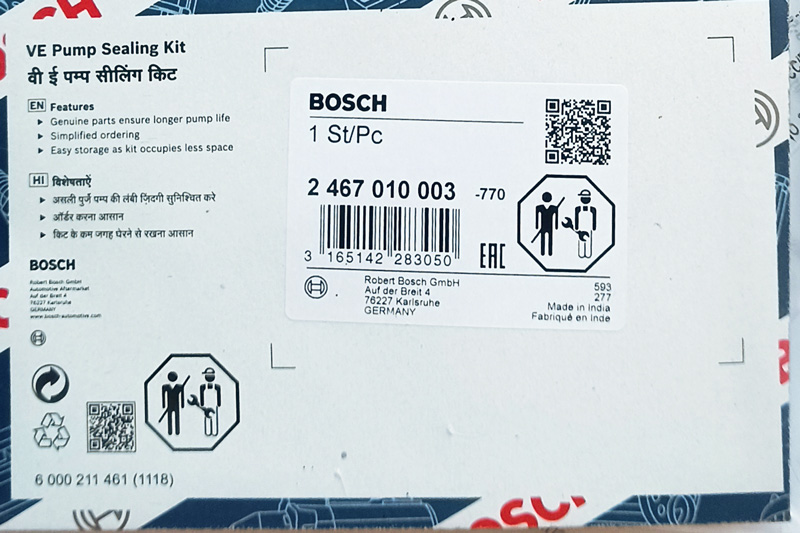 VE Pump Sealing Kit
वी ई पम्प सीलिंग किट
EN Features
▸ Genuine parts ensure longer pump life
▸ Simplified ordering
▸ Easy storage as kit occupies less space
HI विशेषताऐं
▸ असली पुर्जे पम्प की लंबी जिंदगी सुनिश्चित करे
▸ ऑर्डर करना आसान
▸ किट के कम जगह घेरने से रखना आसान
BOSCH
Robert Bosch GmbH
Automotive Aftermarket
Auf der Breit 4
76227 Karlsruhe
GERMANY
www.bosch-automotive.com
6 000 211 461 (1118)
BOSCH
1 St/Pc
2 467 010 003 -770
3 165142 283050
EAC
Robert Bosch GmbH
Auf der Breit 4
76227 Karlsruhe
GERMANY
593
277
Made in India
Fabriqué en Inde